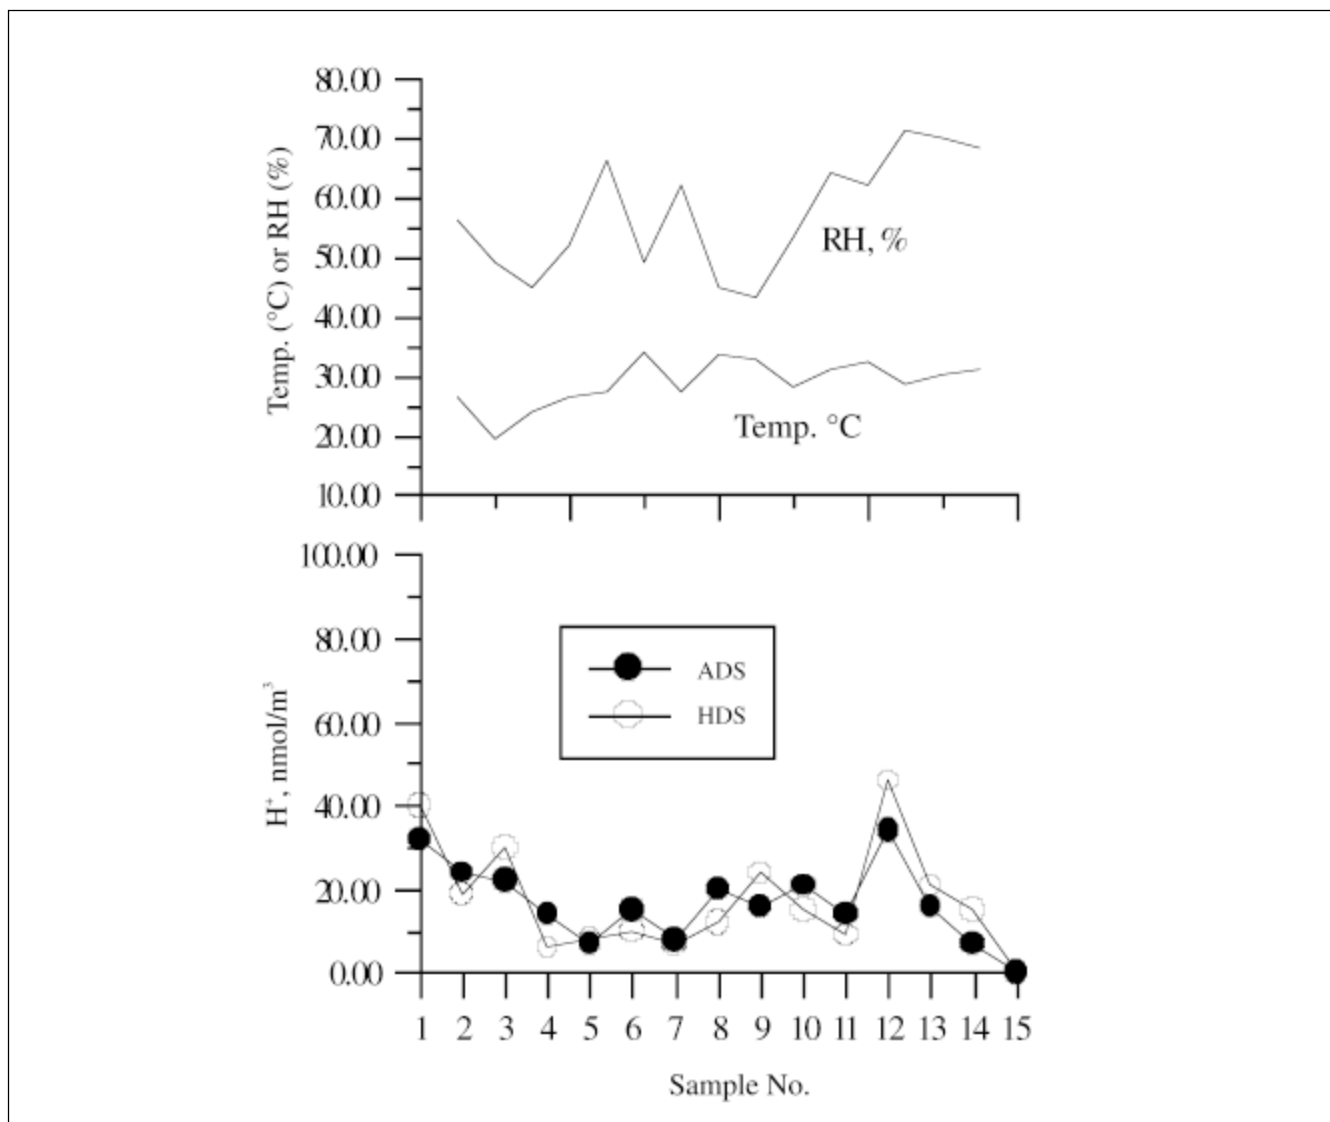 80.00
70.00
60.00
50.00
40.00
30.00
20.00
10.00
Temp. (°C) or RH (%)
RH, %
Temp. °C
100.00
80.00
60.00
40.00
20.00
0.00
H⁺, nmol/m³
ADS
HDS
1 2 3 4 5 6 7 8 9 10 11 12 13 14 15
Sample No.